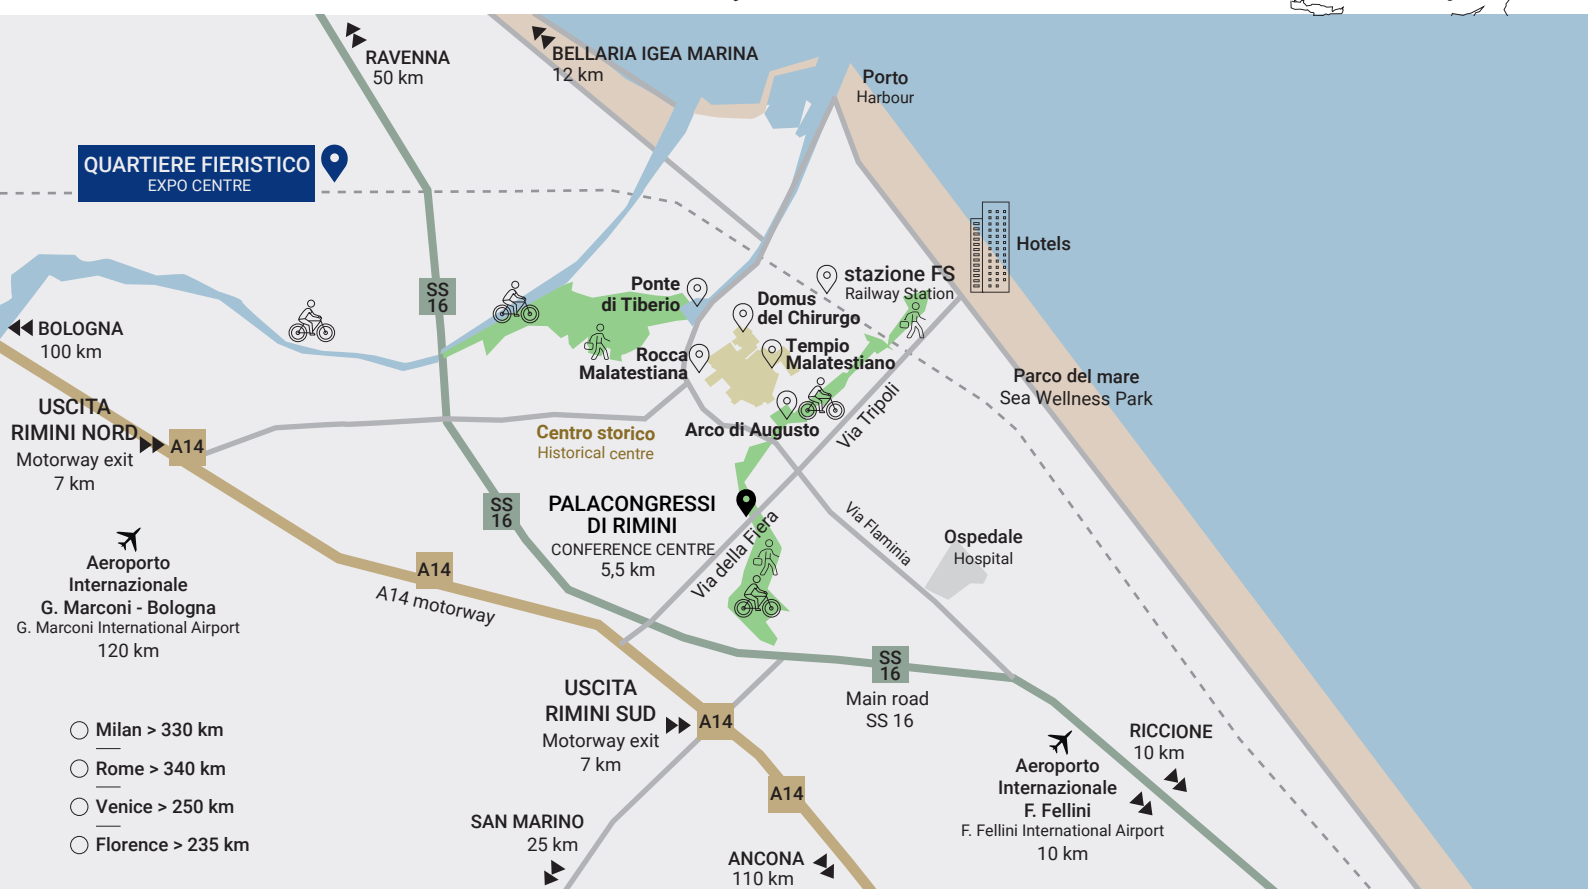 RAVENNA
50 km
BELLARIA IGEA MARINA
12 km
Porto
Harbour
QUARTIERE FIERISTICO
EXPO CENTRE
Hotels
SS
16
Ponte
di Tiberio
stazione FS
Railway Station
Domus
del Chirurgo
BOLOGNA
100 km
Rocca
Malatestiana
Tempio
Malatestiano
Parco del mare
Sea Wellness Park
USCITA
RIMINI NORD
Motorway exit
7 km
A14
Centro storico
Historical centre
Arco di Augusto
Via Tripoli
SS
16
PALACONGRESSI
DI RIMINI
CONFERENCE CENTRE
5,5 km
Via della Fiera
Via Flaminia
Ospedale
Hospital
Aeroporto
Internazionale
G. Marconi - Bologna
G. Marconi International Airport
120 km
A14
A14 motorway
SS
16
Main road
SS 16
USCITA
RIMINI SUD
Motorway exit
7 km
A14
Milan > 330 km
Rome > 340 km
Venice > 250 km
Florence > 235 km
RICCIONE
10 km
Aeroporto
Internazionale
F. Fellini
F. Fellini International Airport
10 km
A14
SAN MARINO
25 km
ANCONA
110 km